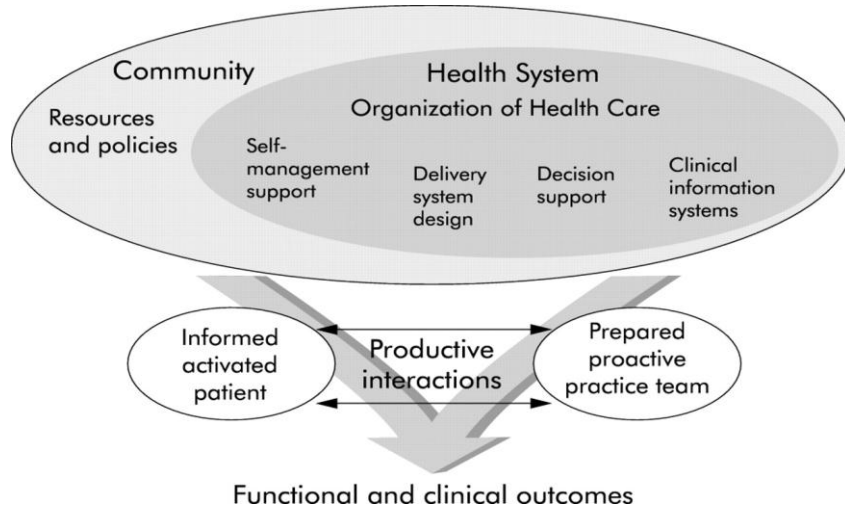 Community
Resources
and policies
Health System
Organization of Health Care
Self-
management
support
Delivery
system
design
Decision
support
Clinical
information
systems
Informed
activated
patient
Productive
interactions
Prepared
proactive
practice team
Functional and clinical outcomes